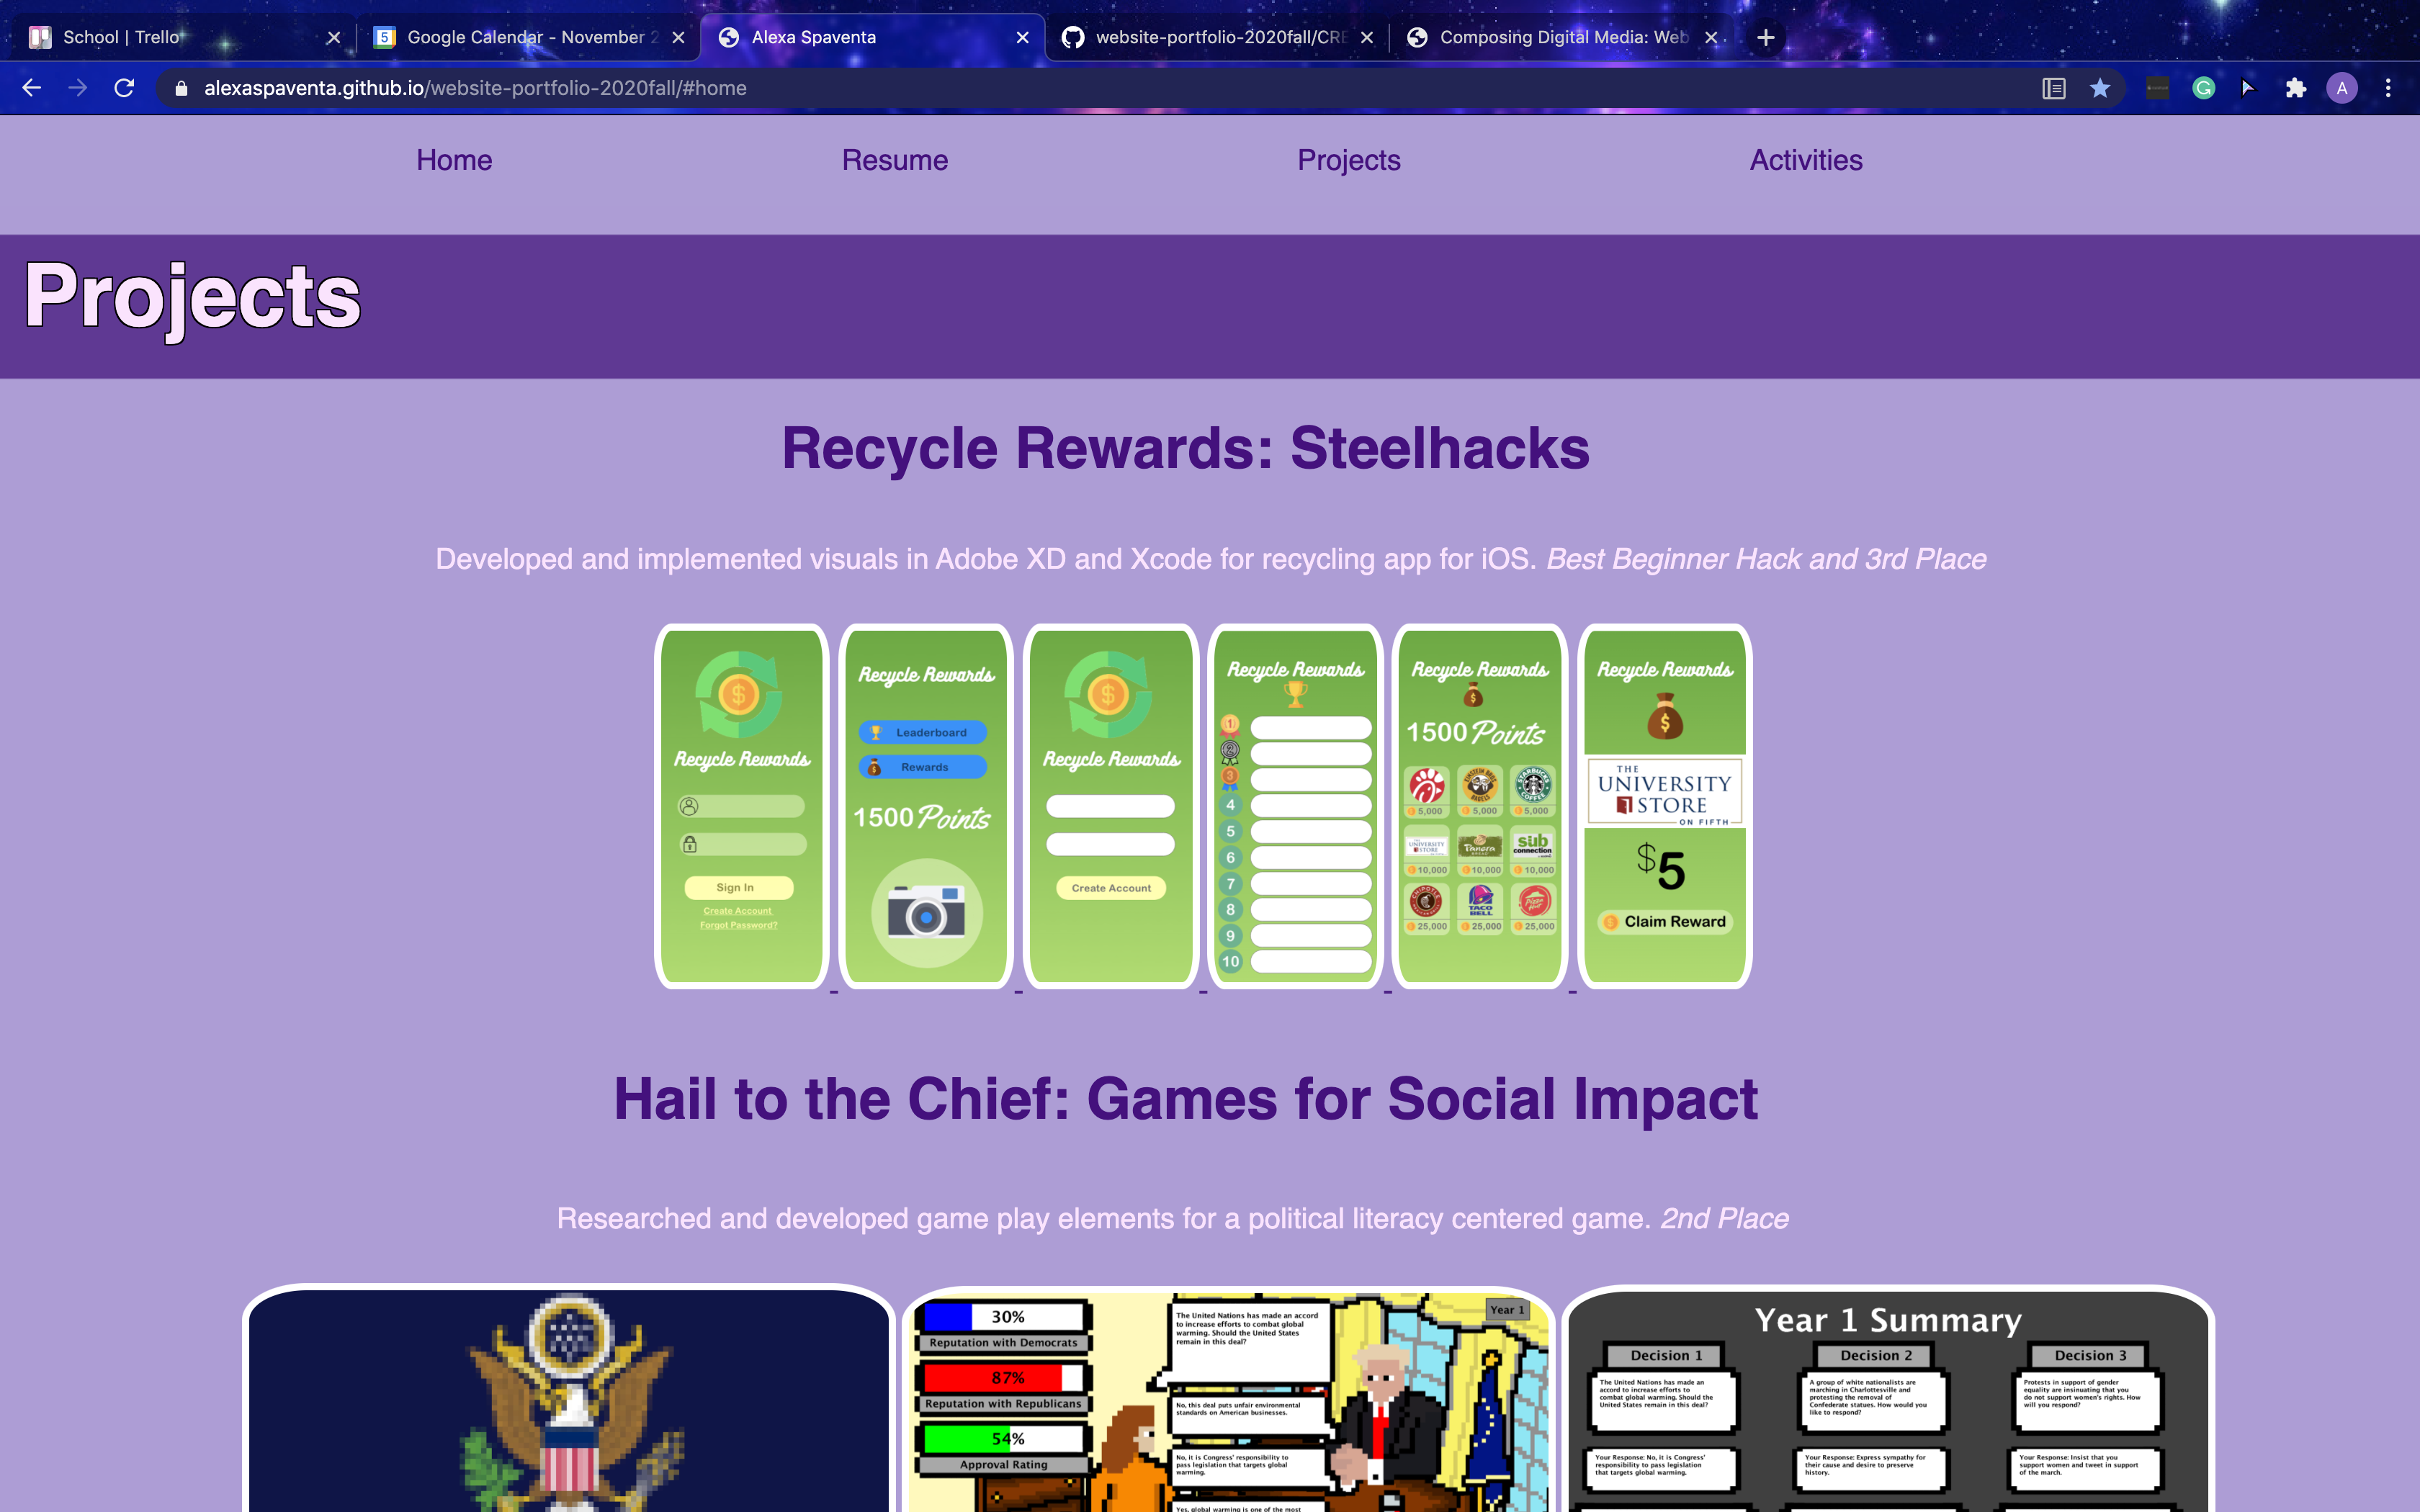 School | Trello
Google Calendar - November 2
Alexa Spaventa
website-portfolio-2020fall/CRE
Composing Digital Media: Web
alexaspaventa.github.io/website-portfolio-2020fall/#home
A
Home
Resume
Projects
Activities
Projects
Recycle Rewards: Steelhacks
Developed and implemented visuals in Adobe XD and Xcode for recycling app for iOS. Best Beginner Hack and 3rd Place
$
Recycle Rewards
Sign In
Create Account
Forgot Password?
Recycle Rewards
Leaderboard
Rewards
1500 Points
$
Recycle Rewards
Create Account
Recycle Rewards
1
2
3
4
5
6
7
8
9
10
Recycle Rewards
$
1500 Points
EINSTEIN BROS BAGELS
STARBUCKS COFFEE
5,000
5,000
5,000
THE UNIVERSITY STORE
Panera
sub connection
10,000
10,000
10,000
CHIPOTLE
TACO BELL
Pizza Hut
25,000
25,000
25,000
Recycle Rewards
$
THE
UNIVERSITY
STORE
ON FIFTH
$5
Claim Reward
Hail to the Chief: Games for Social Impact
Researched and developed game play elements for a political literacy centered game. 2nd Place
30%
Reputation with Democrats
87%
Reputation with Republicans
54%
Approval Rating
The United Nations has made an accord
to increase efforts to combat global
warming. Should the United States
remain in this deal?
No, this deal puts unfair environmental
standards on American businesses.
No, it is Congress' responsibility to
pass legislation that targets global
warming.
Yes, global warming is one of the most
Year 1
Year 1 Summary
Decision 1
The United Nations has made an
accord to increase efforts to
combat global warming. Should the
United States remain in this deal?
Your Response: No, it is Congress'
responsibility to pass legislation
that targets global warming.
Decision 2
A group of white nationalists are
marching in Charlottesville and
protesting the removal of
Confederate statues. How would you
like to respond?
Your Response: Express sympathy for
their cause and desire to preserve
history.
Decision 3
Protests in support of gender
equality are insinuating that you
do not support women's rights. How
will you respond?
Your Response: Insist that you
support women and tweet in support
of the march.